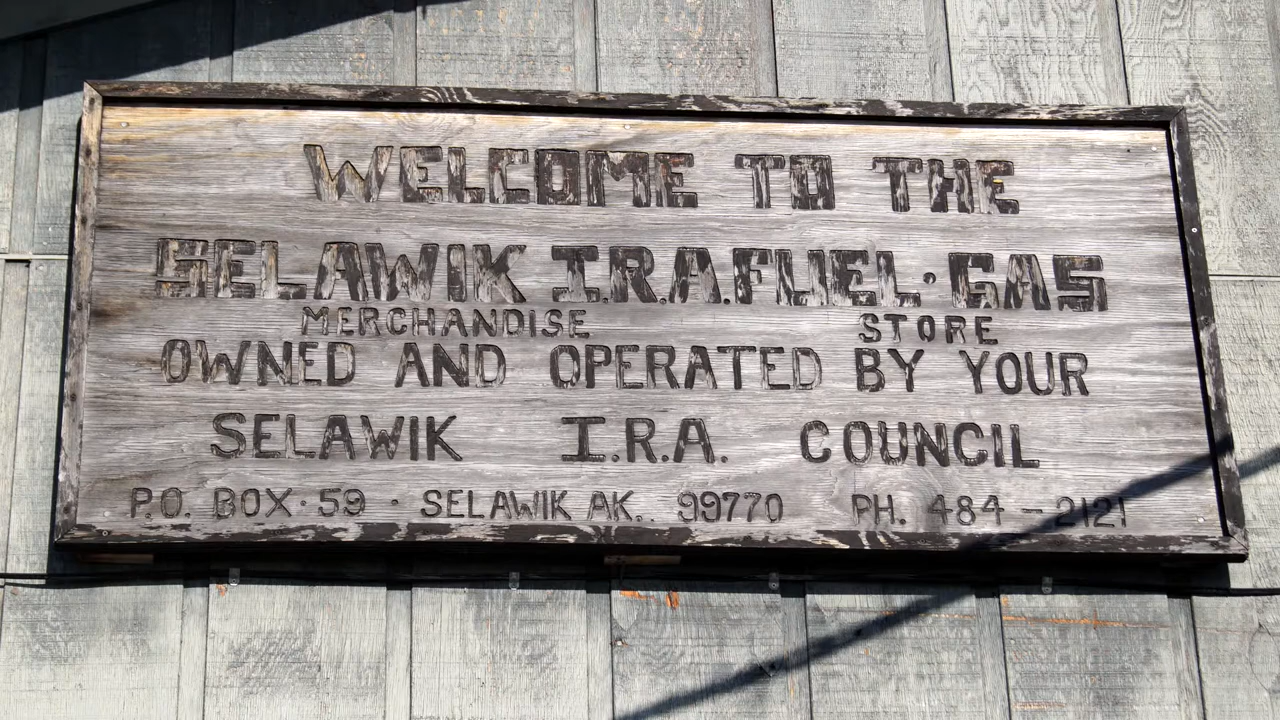 WELCOME TO THE
SELAWIK I.R.A. FUEL · GAS
MERCHANDISE STORE
OWNED AND OPERATED BY YOUR
SELAWIK I.R.A. COUNCIL
P.O. BOX · 59 · SELAWIK AK. 99770 PH. 484 - 2121